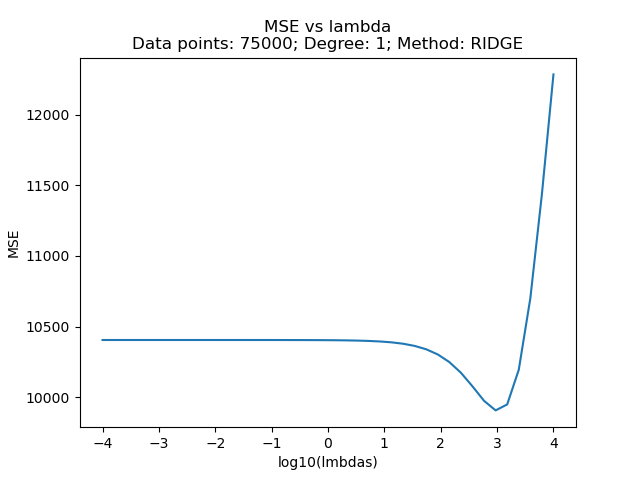 MSE vs lambda
Data points: 75000; Degree: 1; Method: RIDGE
12000
11500
11000
10500
10000
MSE
−4 −3 −2 −1 0 1 2 3 4
log10(lmbdas)